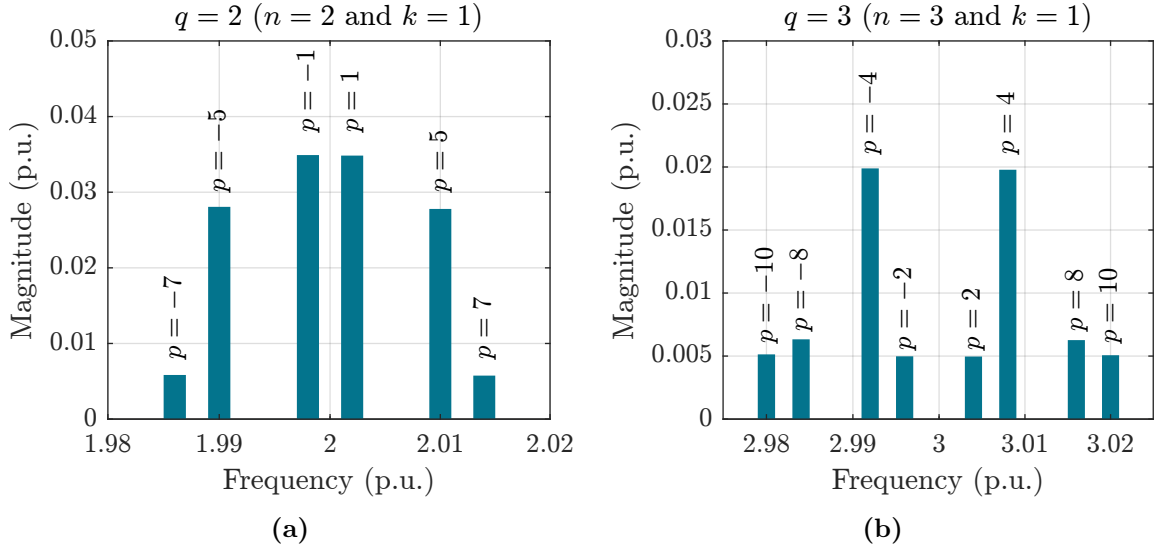 q = 2 (n = 2 and k = 1)
0.05
0.04
0.03
0.02
0.01
0
Magnitude (p.u.)
p = −7
p = −5
p = −1
p = 1
p = 5
p = 7
1.98 1.99 2 2.01 2.02
Frequency (p.u.)
(a)
q = 3 (n = 3 and k = 1)
0.03
0.025
0.02
0.015
0.01
0.005
0
Magnitude (p.u.)
p = −10
p = −8
p = −4
p = −2
p = 2
p = 4
p = 8
p = 10
2.98 2.99 3 3.01 3.02
Frequency (p.u.)
(b)